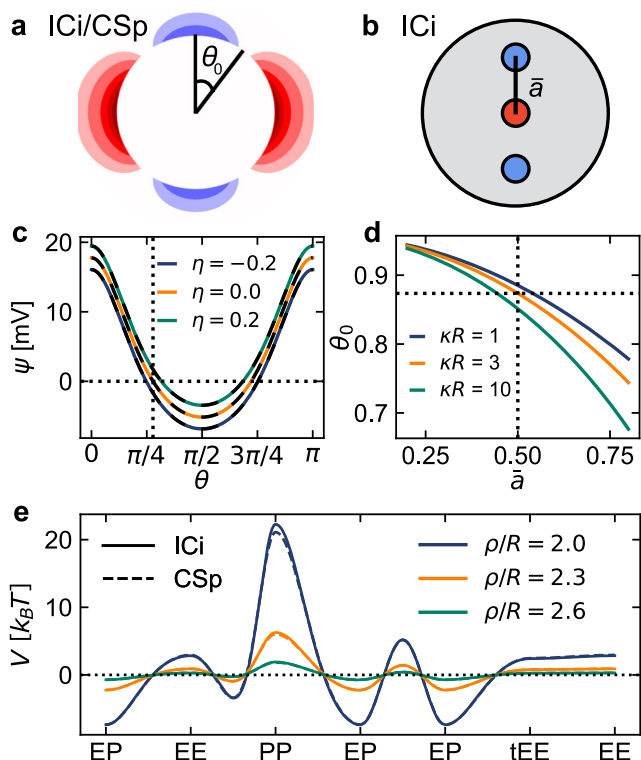 a ICi/CSp
θ₀
b ICi
ā
c
20
10
0
ψ [mV]
η = −0.2
η = 0.0
η = 0.2
0 π/4 π/2 3π/4 π
θ
d
0.9
0.8
0.7
θ₀
κR = 1
κR = 3
κR = 10
0.25 0.50 0.75
ā
e
20
10
0
V [k_BT]
ICi
CSp
ρ/R = 2.0
ρ/R = 2.3
ρ/R = 2.6
EP EE PP EP EP tEE EE